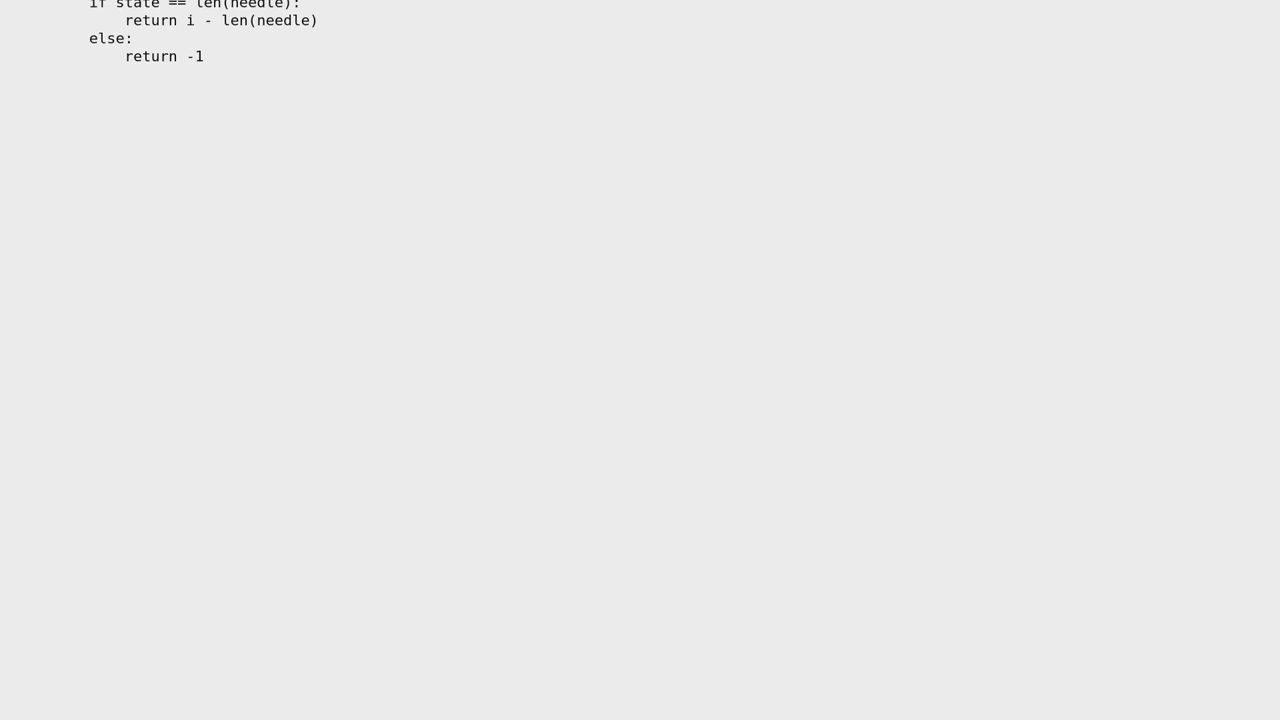 if state == len(needle):
    return i - len(needle)
else:
    return -1